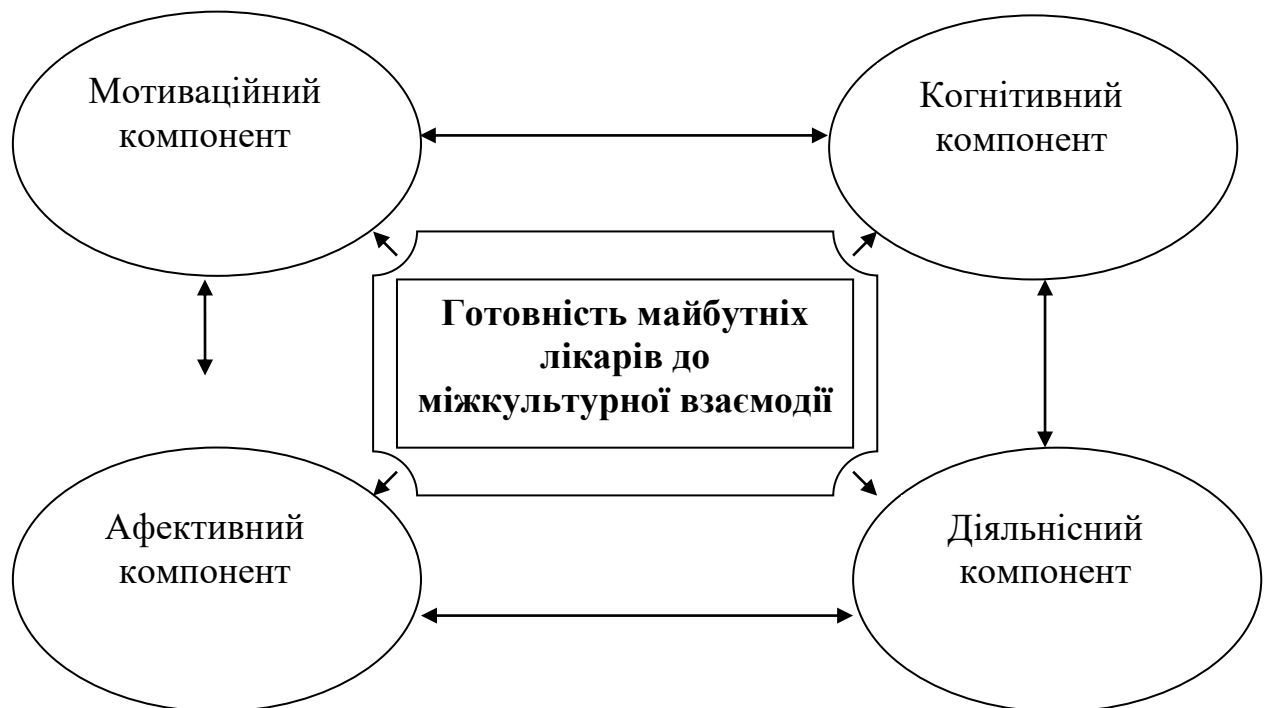 Мотиваційний
компонент
Когнітивний
компонент
Готовність майбутніх
лікарів до
міжкультурної взаємодії
Афективний
компонент
Діяльнісний
компонент